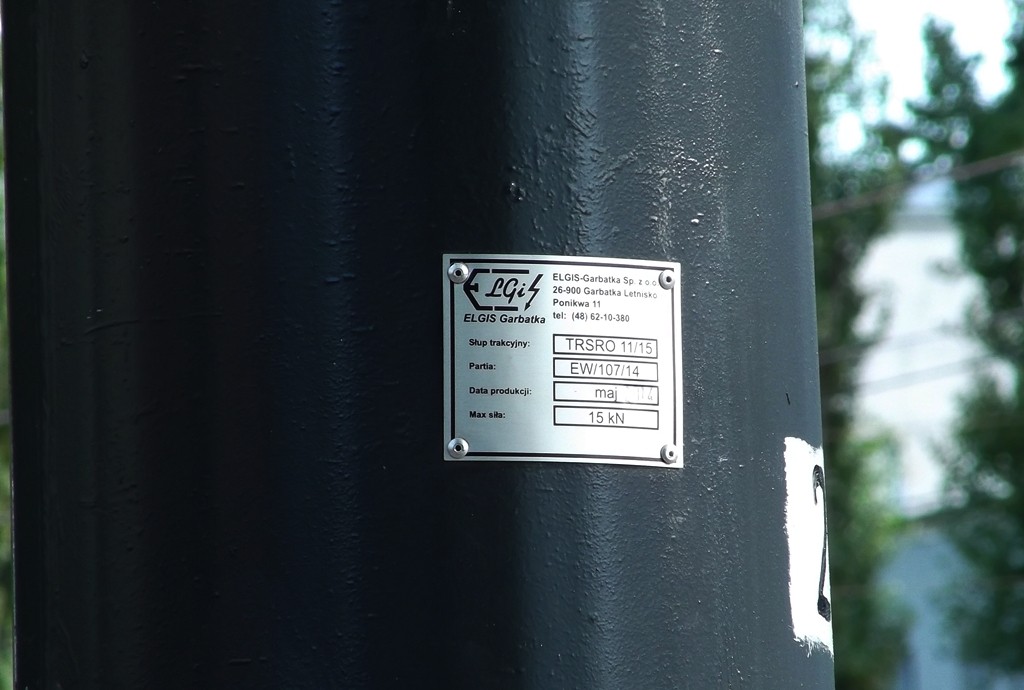 ELGiS
ELGIS Garbatka
ELGIS-Garbatka Sp. z o.o.
26-900 Garbatka Letnisko
Ponikwa 11
tel: (48) 62-10-380
Słup trakcyjny: TRSRO 11/15
Partia: EW/107/14
Data produkcji: maj
Max siła: 15 kN
2